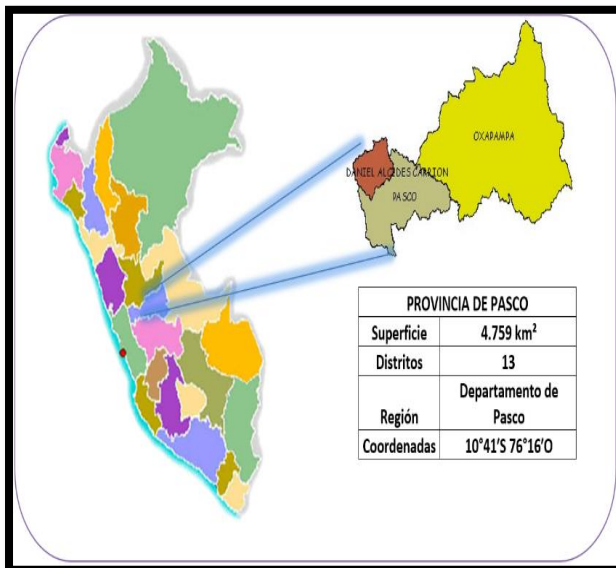 OXAPAMPA
DANIEL ALCIDES CARRION
PASCO
PROVINCIA DE PASCO
Superficie 4.759 km²
Distritos 13
Región Departamento de
Pasco
Coordenadas 10°41'S 76°16'O